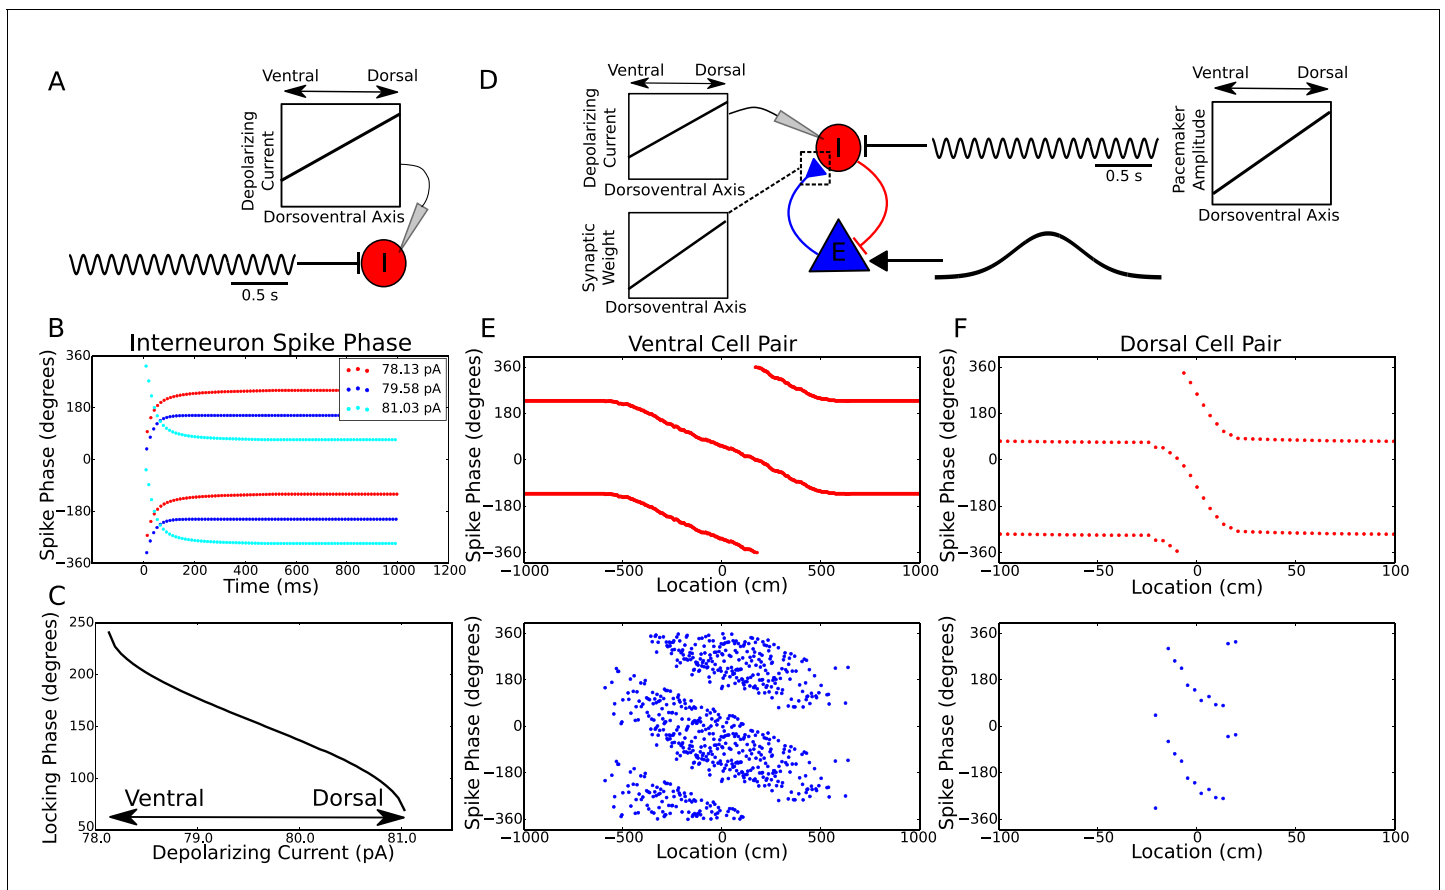 A
Ventral Dorsal
Depolarizing
Current
Dorsoventral Axis
I
0.5 s
D
Ventral Dorsal
Depolarizing
Current
Dorsoventral Axis
I
0.5 s
Ventral Dorsal
Pacemaker
Amplitude
Dorsoventral Axis
Synaptic
Weight
Dorsoventral Axis
E
B
Interneuron Spike Phase
Spike Phase (degrees)
360
180
0
−180
−360
78.13 pA
79.58 pA
81.03 pA
0 200 400 600 800 1000 1200
Time (ms)
E
Ventral Cell Pair
Spike Phase (degrees)
360
180
0
−180
−360
−1000 −500 0 500 1000
Location (cm)
F
Dorsal Cell Pair
Spike Phase (degrees)
360
180
0
−180
−360
−100 −50 0 50 100
Location (cm)
C
Locking Phase (degrees)
250
200
150
100
50
Ventral Dorsal
78.0 79.0 80.0 81.0
Depolarizing Current (pA)
Spike Phase (degrees)
360
180
0
−180
−360
−1000 −500 0 500 1000
Location (cm)
Spike Phase (degrees)
360
180
0
−180
−360
−100 −50 0 50 100
Location (cm)